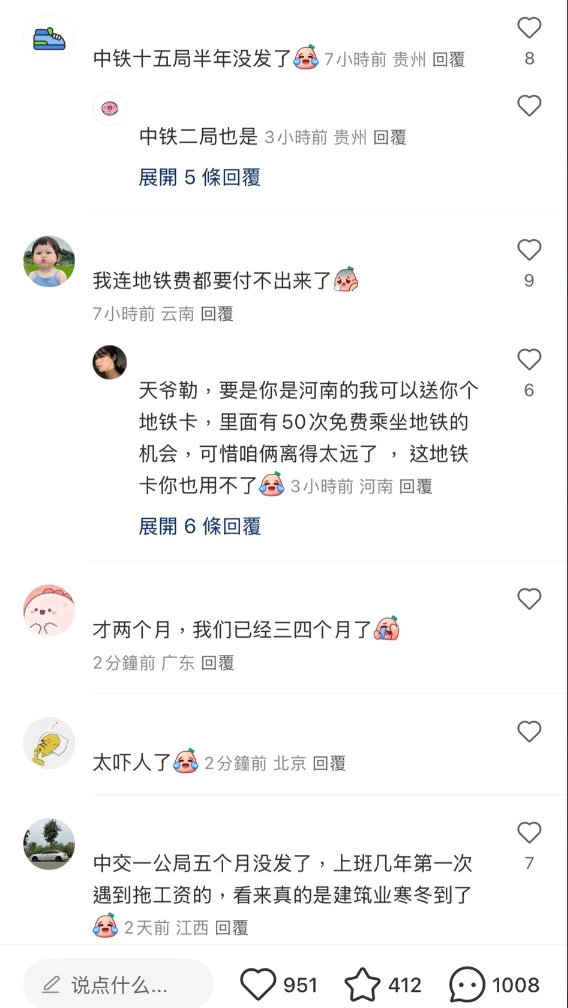 中铁十五局半年没发了 7小時前 贵州 回覆
8
中铁二局也是 3小時前 贵州 回覆
展開 5 條回覆
我连地铁费都要付不出来了
9
7小時前 云南 回覆
天爷勒，要是你是河南的我可以送你个
6
地铁卡，里面有50次免费乘坐地铁的
机会，可惜咱俩离得太远了 ， 这地铁
卡你也用不了 3小時前 河南 回覆
展開 6 條回覆
才两个月，我们已经三四个月了
2分鐘前 广东 回覆
太吓人了 2分鐘前 北京 回覆
中交一公局五个月没发了，上班几年第一次
7
遇到拖工资的，看来真的是建筑业寒冬到了
2天前 江西 回覆
说点什么... 951 412 1008